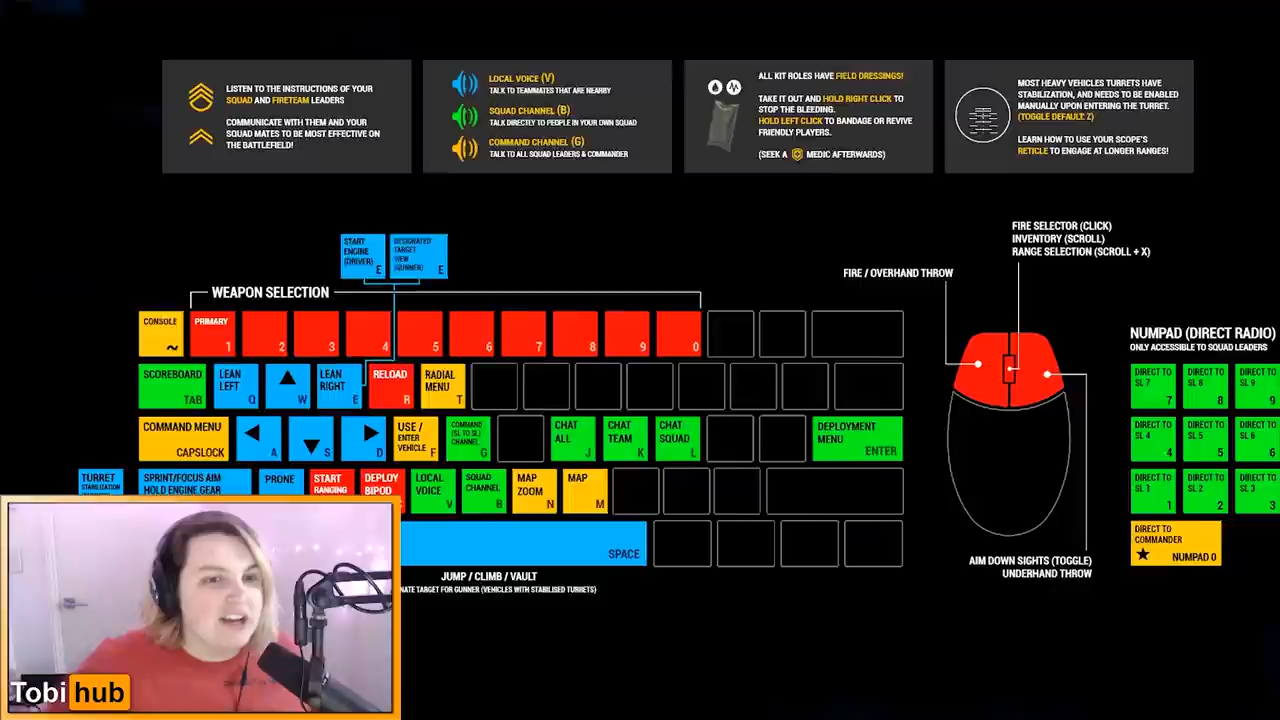 LISTEN TO THE INSTRUCTIONS OF YOUR
SQUAD AND FIRETEAM LEADERS
COMMUNICATE WITH THEM AND YOUR
SQUAD MATES TO BE MOST EFFECTIVE ON
THE BATTLEFIELD!
LOCAL VOICE (V)
TALK TO TEAMMATES THAT ARE NEARBY
SQUAD CHANNEL (B)
TALK DIRECTLY TO PEOPLE IN YOUR OWN SQUAD
COMMAND CHANNEL (G)
TALK TO ALL SQUAD LEADERS & COMMANDER
ALL KIT ROLES HAVE FIELD DRESSINGS!
TAKE IT OUT AND HOLD RIGHT CLICK TO
STOP THE BLEEDING.
HOLD LEFT CLICK TO BANDAGE OR REVIVE
FRIENDLY PLAYERS.
(SEEK A MEDIC AFTERWARDS)
MOST HEAVY VEHICLES TURRETS HAVE
STABILIZATION, AND NEEDS TO BE ENABLED
MANUALLY UPON ENTERING THE TURRET.
(TOGGLE DEFAULT: Z)
LEARN HOW TO USE YOUR SCOPE'S
RETICLE TO ENGAGE AT LONGER RANGES!
START
ENGINE
(DRIVER) E
DESIGNATED
TARGET
VIEW
(GUNNER) E
WEAPON SELECTION
CONSOLE ~
PRIMARY 1
2
3
4
5
6
7
8
9
0
SCOREBOARD
TAB
LEAN
LEFT
Q
W
LEAN
RIGHT
E
RELOAD
R
RADIAL
MENU
T
COMMAND MENU
CAPSLOCK
A
S
D
USE /
ENTER
VEHICLE F
COMMAND
(SL TO SL)
CHANNEL
G
CHAT
ALL
J
CHAT
TEAM
K
CHAT
SQUAD
L
DEPLOYMENT
MENU
ENTER
TURRET
SPRINT/FOCUS AIM
HOLD ENGINE GEAR
PRONE
START
RANGING
DEPLOY
BIPOD
LOCAL
VOICE
V
SQUAD
CHANNEL
B
MAP
ZOOM
N
MAP
M
SPACE
JUMP / CLIMB / VAULT
NATE TARGET FOR GUNNER (VEHICLES WITH STABILISED TURRETS)
FIRE SELECTOR (CLICK)
INVENTORY (SCROLL)
RANGE SELECTION (SCROLL + X)
FIRE / OVERHAND THROW
AIM DOWN SIGHTS (TOGGLE)
UNDERHAND THROW
NUMPAD (DIRECT RADIO)
ONLY ACCESSIBLE TO SQUAD LEADERS
DIRECT TO
SL 7
7
DIRECT TO
SL 8
8
DIRECT TO
SL 9
9
DIRECT TO
SL 4
4
DIRECT TO
SL 5
5
DIRECT TO
SL 6
6
DIRECT TO
SL 1
1
DIRECT TO
SL 2
2
DIRECT TO
SL 3
3
DIRECT TO
COMMANDER
NUMPAD 0
Tobi hub